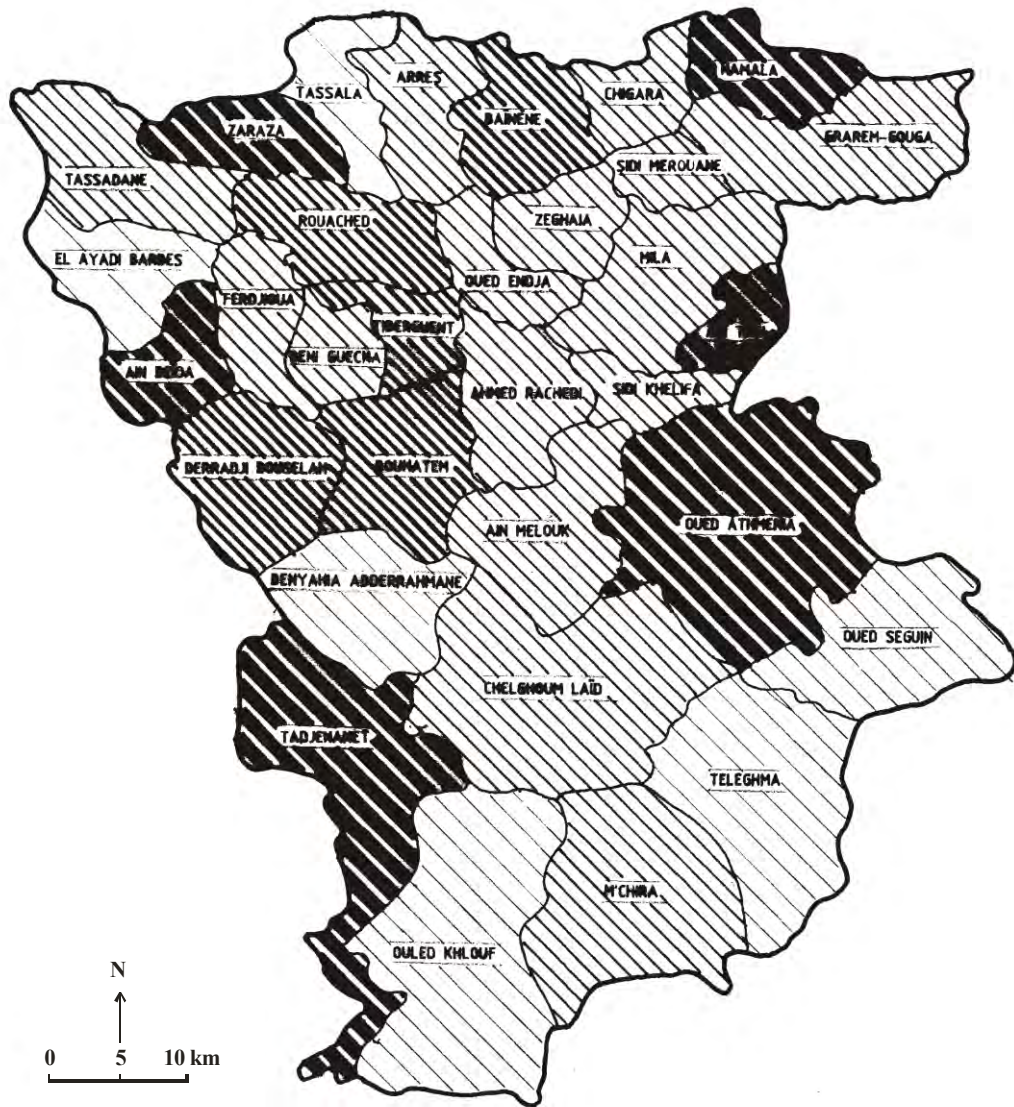 TASSALA
ARRES
BAINENE
CHIGARA
HAMALA
GRAREM-GOUGA
ZARAZA
TASSADANE
SIDI MEROUANE
ROUACHED
ZEGHAIA
MILA
EL AYADI BARBES
OUED ENDJA
FERDJIOUA
TIBERGUENT
BENI GUECHA
AIN BEIDA
AHMED RACHEDI
SIDI KHELIFA
DERRADJI BOUSELAH
BOUHATEM
AIN MELOUK
OUED ATHMENIA
BENYAHIA ABDERRAHMANE
OUED SEGUIN
CHELGHOUM LAÏD
TADJENANET
TELEGHMA
M'CHIRA
OULED KHLOUF
N
0 5 10 km